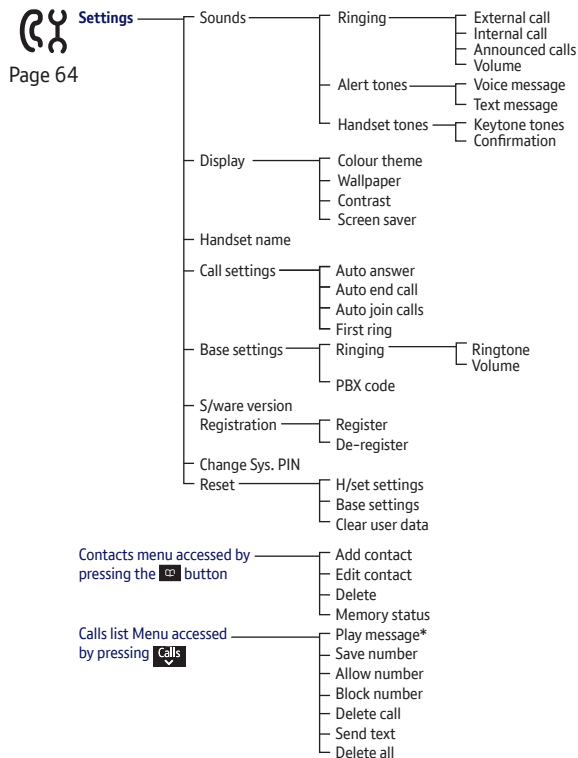 Settings
Sounds
Ringing
External call
Internal call
Announced calls
Volume
Page 64
Alert tones
Voice message
Text message
Handset tones
Keytone tones
Confirmation
Display
Colour theme
Wallpaper
Contrast
Screen saver
Handset name
Call settings
Auto answer
Auto end call
Auto join calls
First ring
Base settings
Ringing
Ringtone
Volume
PBX code
S/ware version
Registration
Register
De-register
Change Sys. PIN
Reset
H/set settings
Base settings
Clear user data
Contacts menu accessed by
pressing the button
Add contact
Edit contact
Delete
Memory status
Calls list Menu accessed
by pressing Calls
Play message*
Save number
Allow number
Block number
Delete call
Send text
Delete all